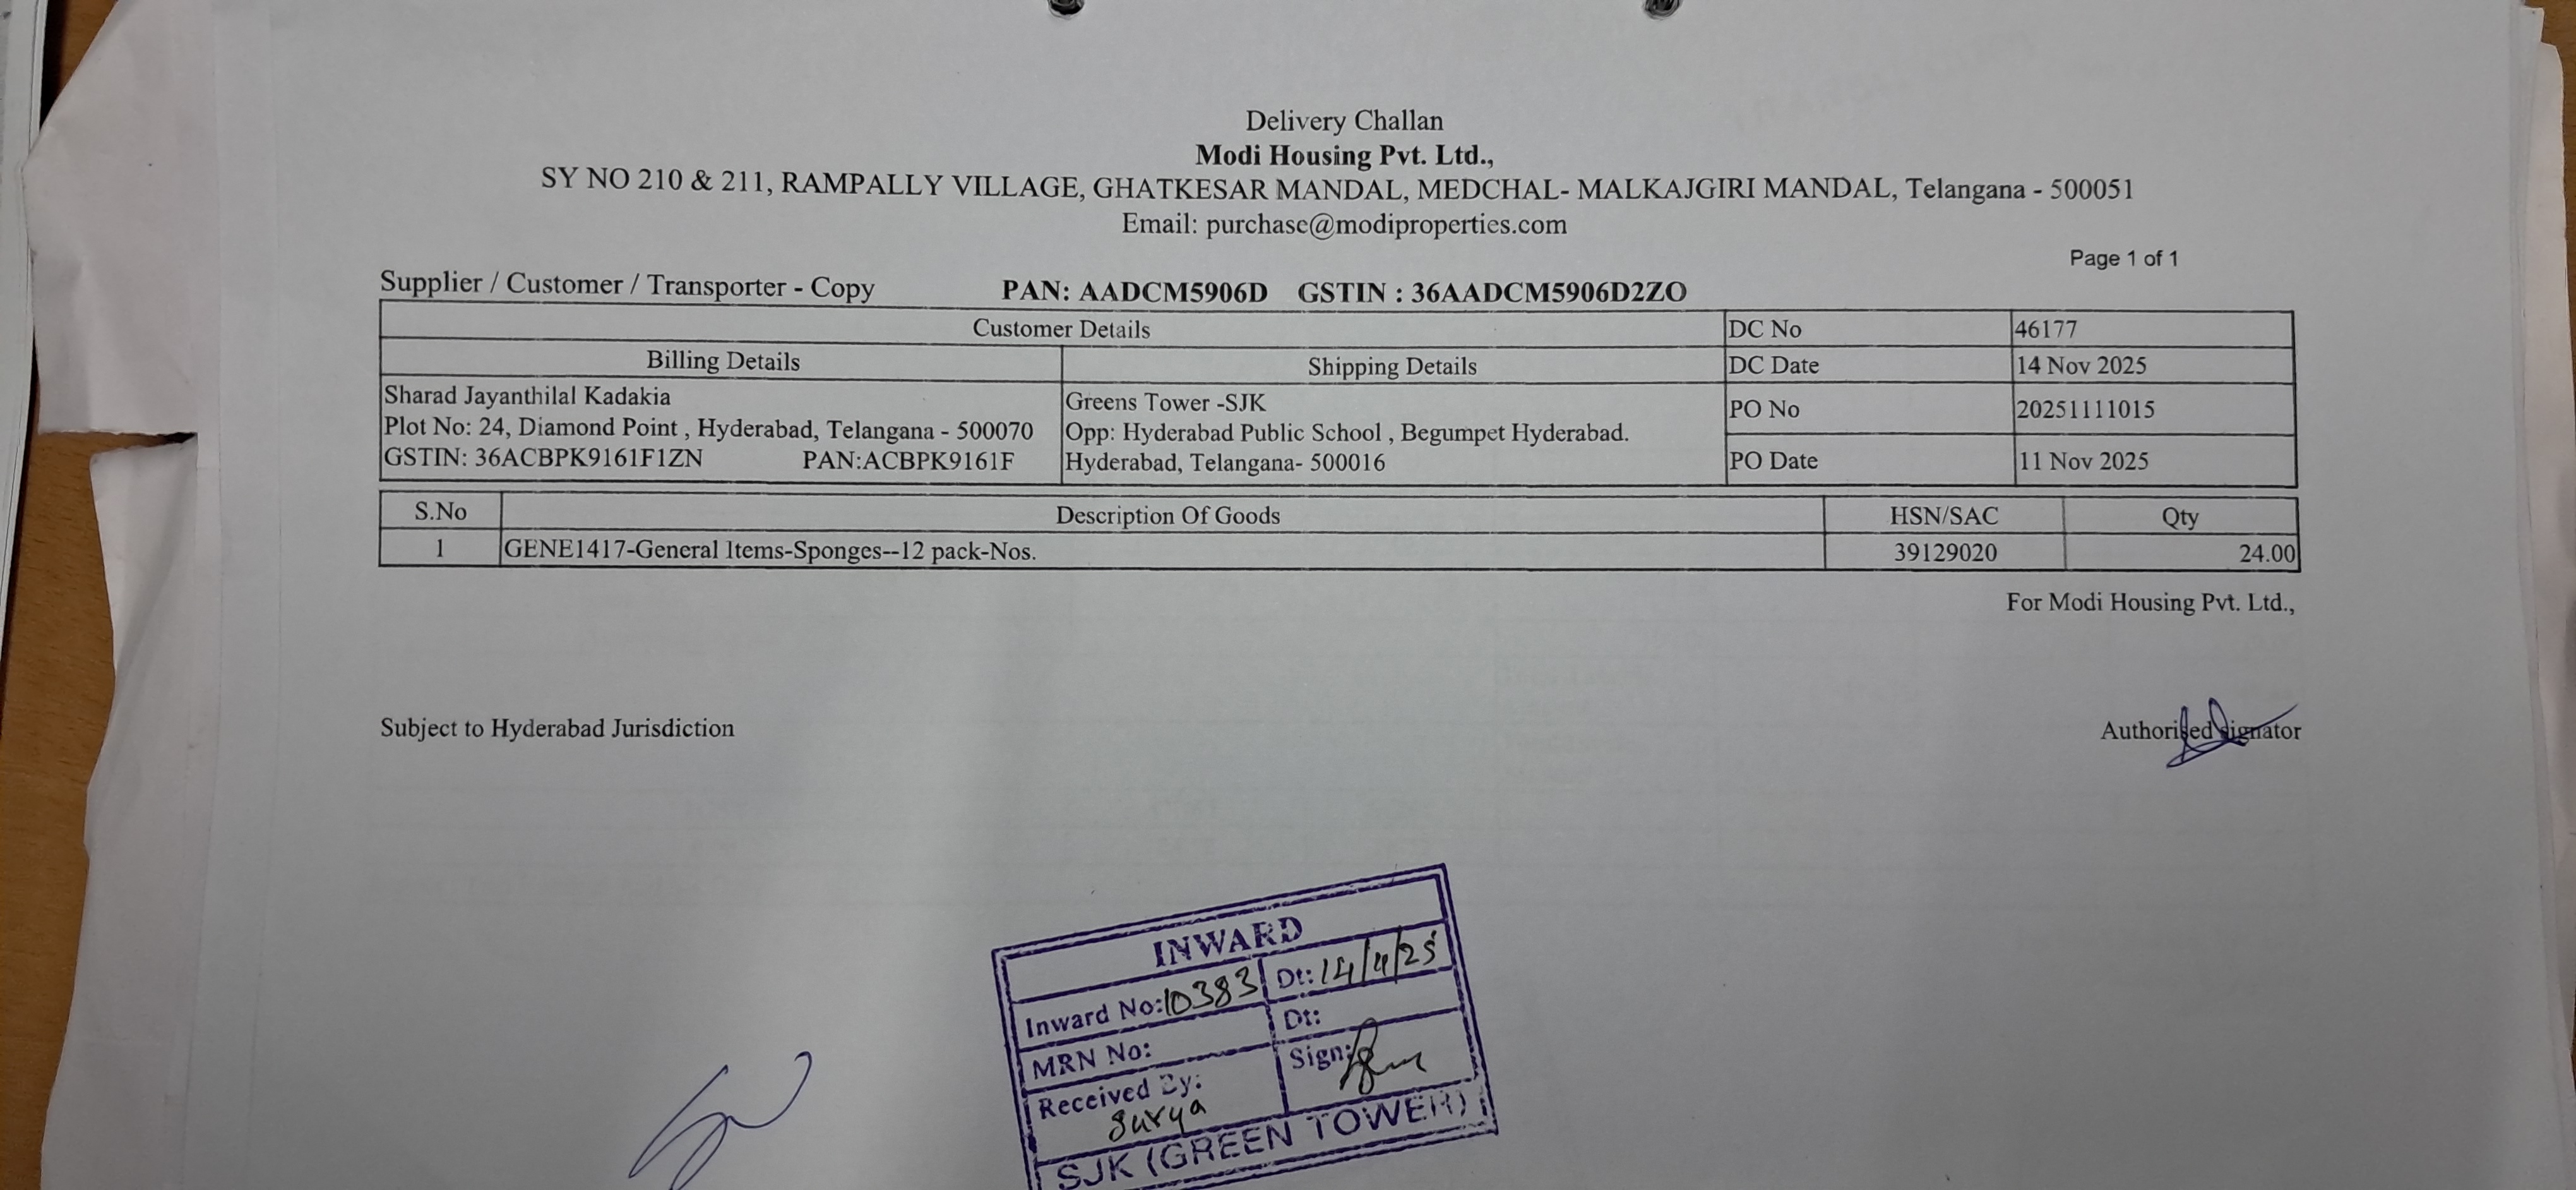 Delivery Challan
Modi Housing Pvt. Ltd.,
SY NO 210 & 211, RAMPALLY VILLAGE, GHATKESAR MANDAL, MEDCHAL- MALKAJGIRI MANDAL, Telangana - 500051
Email: purchase@modiproperties.com
Page 1 of 1
Supplier / Customer / Transporter - Copy PAN: AADCM5906D GSTIN : 36AADCM5906D2ZO
Customer Details
Billing Details
Sharad Jayanthilal Kadakia
Plot No: 24, Diamond Point , Hyderabad, Telangana - 500070
GSTIN: 36ACBPK9161F1ZN PAN:ACBPK9161F
Shipping Details
Greens Tower -SJK
Opp: Hyderabad Public School , Begumpet Hyderabad.
Hyderabad, Telangana- 500016
DC No 46177
DC Date 14 Nov 2025
PO No 20251111015
PO Date 11 Nov 2025
S.No Description Of Goods HSN/SAC Qty
1 GENE1417-General Items-Sponges--12 pack-Nos. 39129020 24.00
For Modi Housing Pvt. Ltd.,
Subject to Hyderabad Jurisdiction
Authorised Signator
INWARD
Inward No: 10383 Dt: 14/11/25
MRN No: Dt:
Received By: Surya Sign:
SJK (GREEN TOWER)